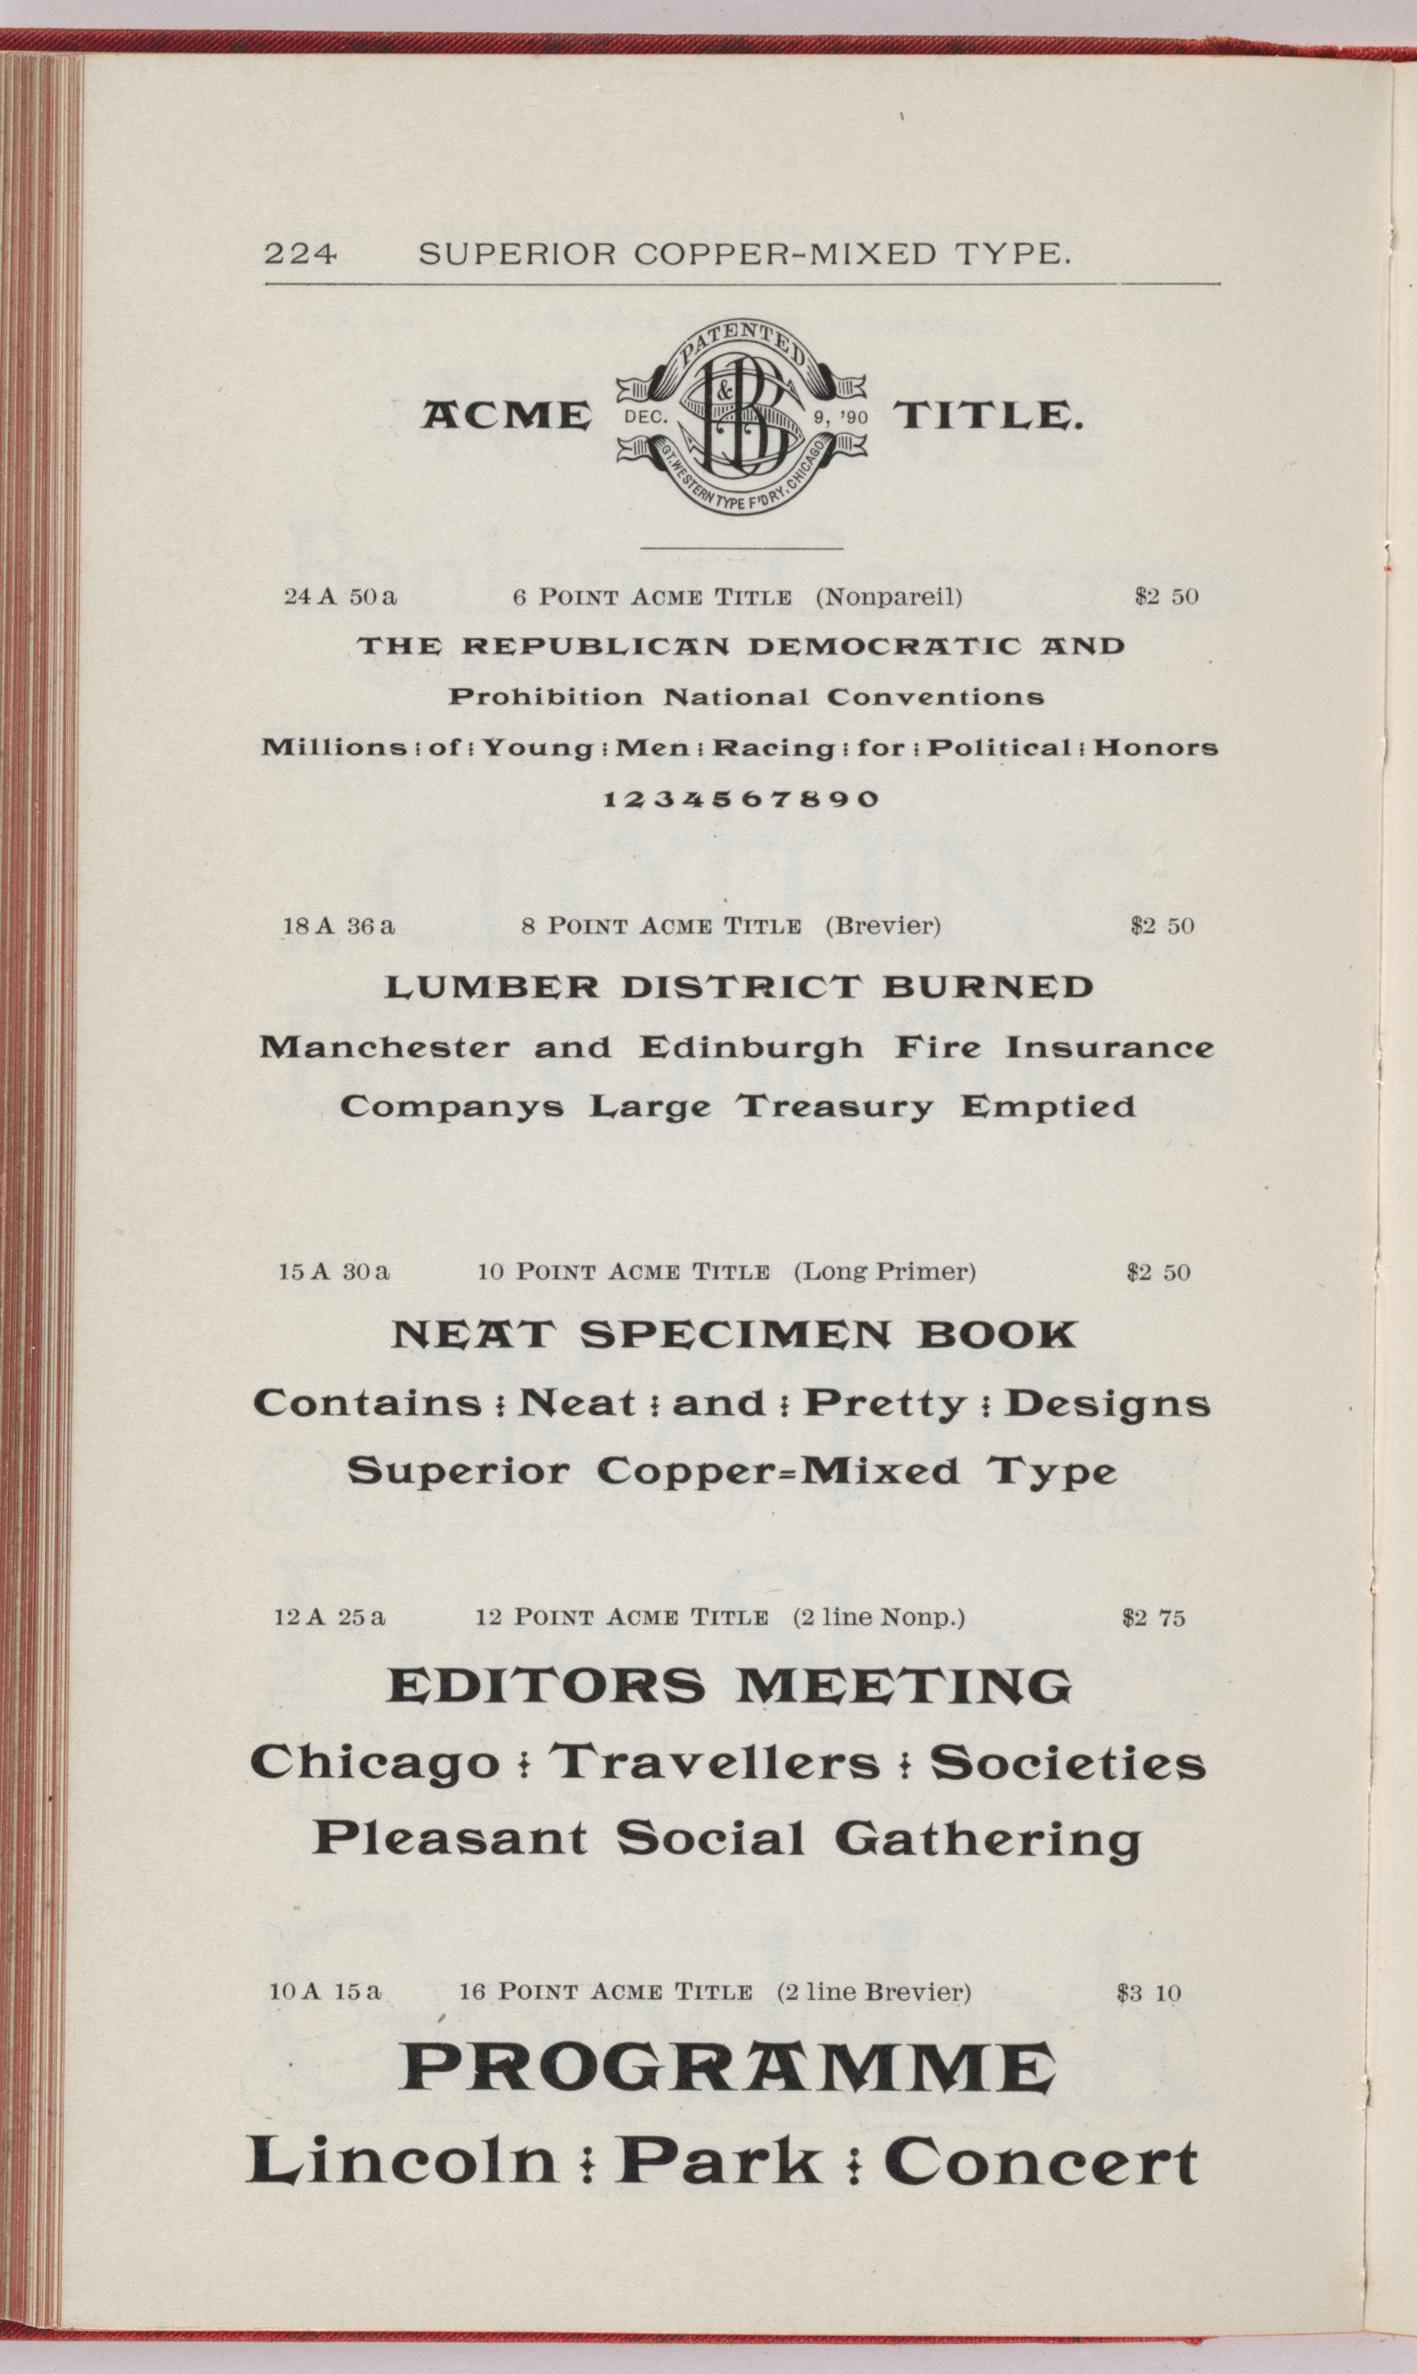 224 SUPERIOR COPPER-MIXED TYPE.
PATENTED
ACME DEC. B&S 9, '90 TITLE.
GT. WESTERN TYPE F'DRY, CHICAGO
24 A 50 a 6 POINT ACME TITLE (Nonpareil) $2 50
THE REPUBLICAN DEMOCRATIC AND
Prohibition National Conventions
Millions⁝of⁝Young⁝Men⁝Racing⁝for⁝Political⁝Honors
1234567890
18 A 36 a 8 POINT ACME TITLE (Brevier) $2 50
LUMBER DISTRICT BURNED
Manchester and Edinburgh Fire Insurance
Companys Large Treasury Emptied
15 A 30 a 10 POINT ACME TITLE (Long Primer) $2 50
NEAT SPECIMEN BOOK
Contains ⁝ Neat ⁝ and ⁝ Pretty ⁝ Designs
Superior Copper=Mixed Type
12 A 25 a 12 POINT ACME TITLE (2 line Nonp.) $2 75
EDITORS MEETING
Chicago ⁝ Travellers ⁝ Societies
Pleasant Social Gathering
10 A 15 a 16 POINT ACME TITLE (2 line Brevier) $3 10
PROGRAMME
Lincoln ⁝ Park ⁝ Concert